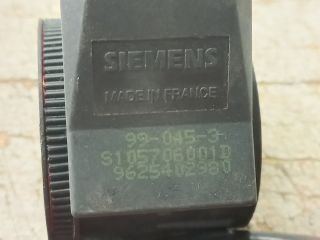 SIEMENS
MADE IN FRANCE
99-045-3
S105706001D
9625402980